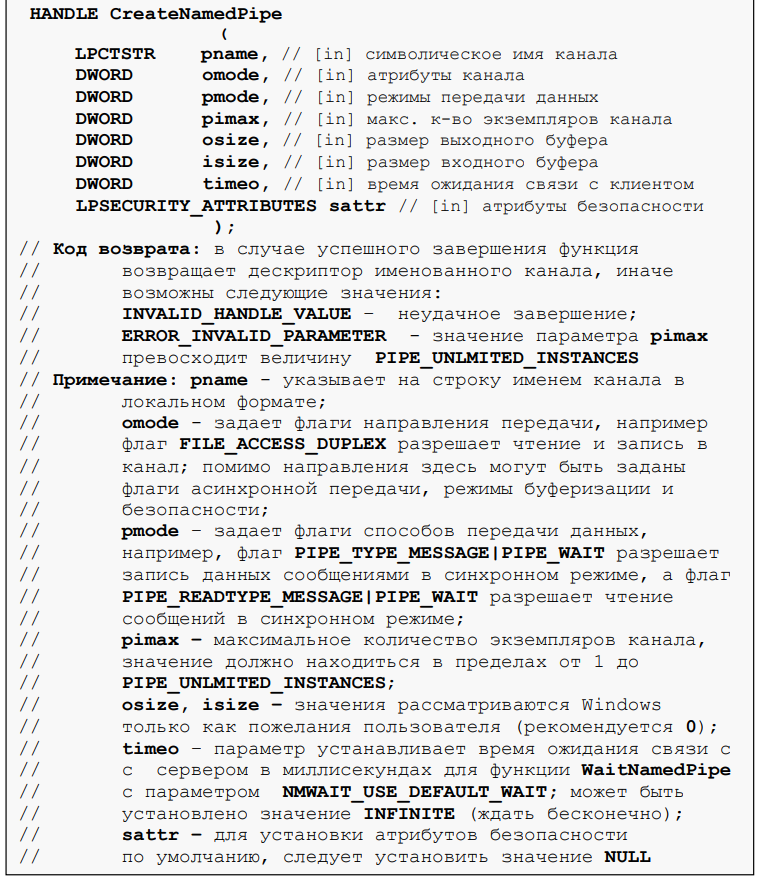 HANDLE CreateNamedPipe
(
LPCTSTR pname, // [in] символическое имя канала
DWORD omode, // [in] атрибуты канала
DWORD pmode, // [in] режимы передачи данных
DWORD pimax, // [in] макс. к-во экземпляров канала
DWORD osize, // [in] размер выходного буфера
DWORD isize, // [in] размер входного буфера
DWORD timeo, // [in] время ожидания связи с клиентом
LPSECURITY_ATTRIBUTES sattr // [in] атрибуты безопасности
);
// Код возврата: в случае успешного завершения функция
// возвращает дескриптор именованного канала, иначе
// возможны следующие значения:
// INVALID_HANDLE_VALUE – неудачное завершение;
// ERROR_INVALID_PARAMETER – значение параметра pimax
// превосходит величину PIPE_UNLMITED_INSTANCES
// Примечание: pname – указывает на строку именем канала в
// локальном формате;
// omode – задает флаги направления передачи, например
// флаг FILE_ACCESS_DUPLEX разрешает чтение и запись в
// канал; помимо направления здесь могут быть заданы
// флаги асинхронной передачи, режимы буферизации и
// безопасности;
// pmode – задает флаги способов передачи данных,
// например, флаг PIPE_TYPE_MESSAGE|PIPE_WAIT разрешает
// запись данных сообщениями в синхронном режиме, а флаг
// PIPE_READTYPE_MESSAGE|PIPE_WAIT разрешает чтение
// сообщений в синхронном режиме;
// pimax – максимальное количество экземпляров канала,
// значение должно находиться в пределах от 1 до
// PIPE_UNLMITED_INSTANCES;
// osize, isize – значения рассматриваются Windows
// только как пожелания пользователя (рекомендуется 0);
// timeo – параметр устанавливает время ожидания связи с
// с сервером в миллисекундах для функции WaitNamedPipe
// с параметром NMWAIT_USE_DEFAULT_WAIT; может быть
// установлено значение INFINITE (ждать бесконечно);
// sattr – для установки атрибутов безопасности
// по умолчанию, следует установить значение NULL